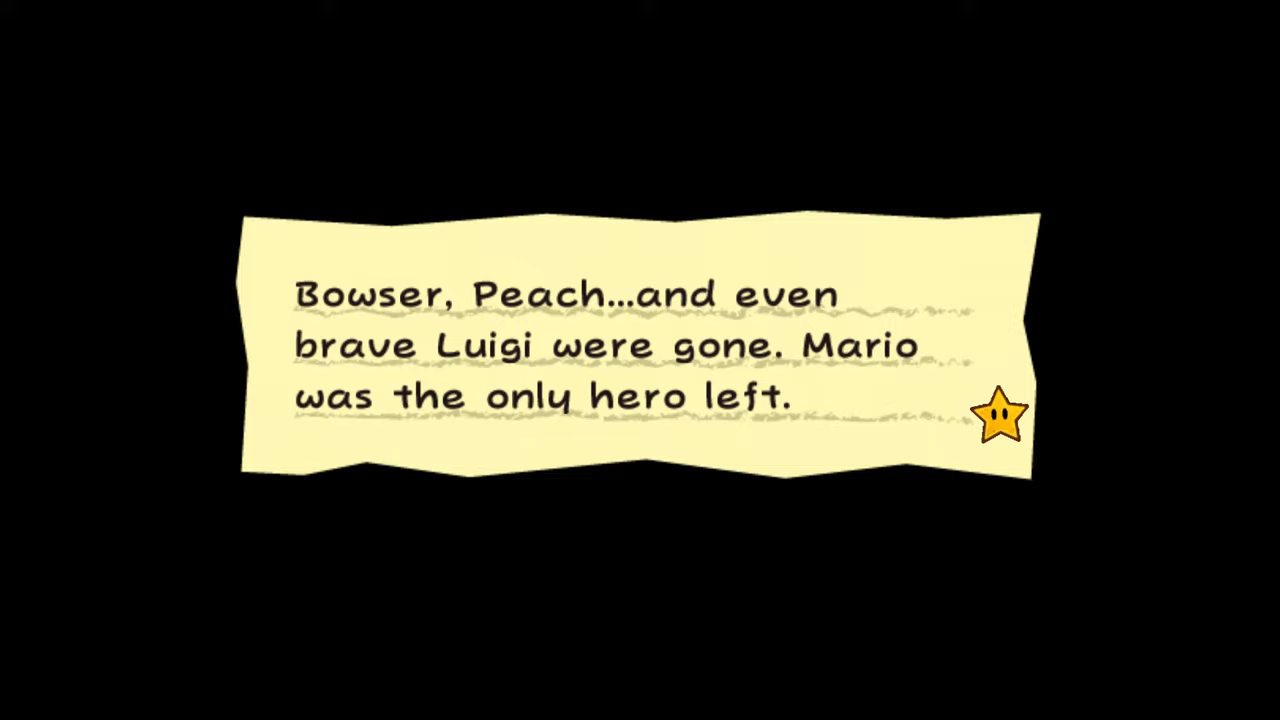 Bowser, Peach...and even
brave Luigi were gone. Mario
was the only hero left.